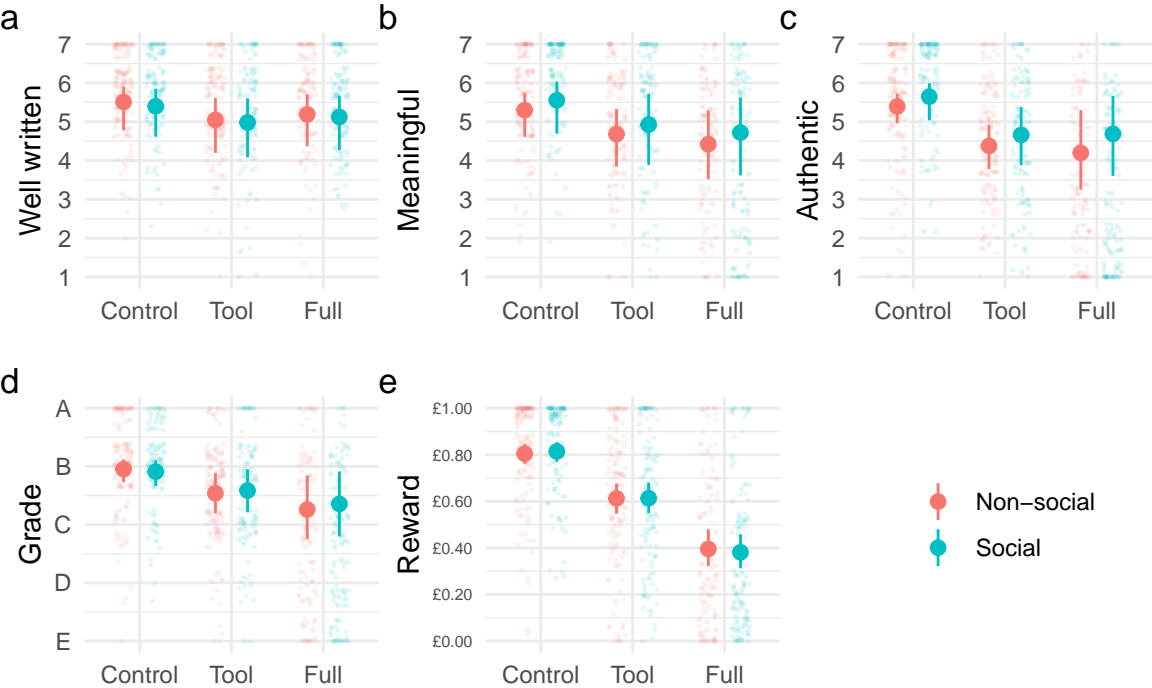 a
Well written
7
6
5
4
3
2
1
Control Tool Full
b
Meaningful
7
6
5
4
3
2
1
Control Tool Full
c
Authentic
7
6
5
4
3
2
1
Control Tool Full
d
Grade
A
B
C
D
E
Control Tool Full
e
Reward
£1.00
£0.80
£0.60
£0.40
£0.20
£0.00
Control Tool Full
Non−social
Social